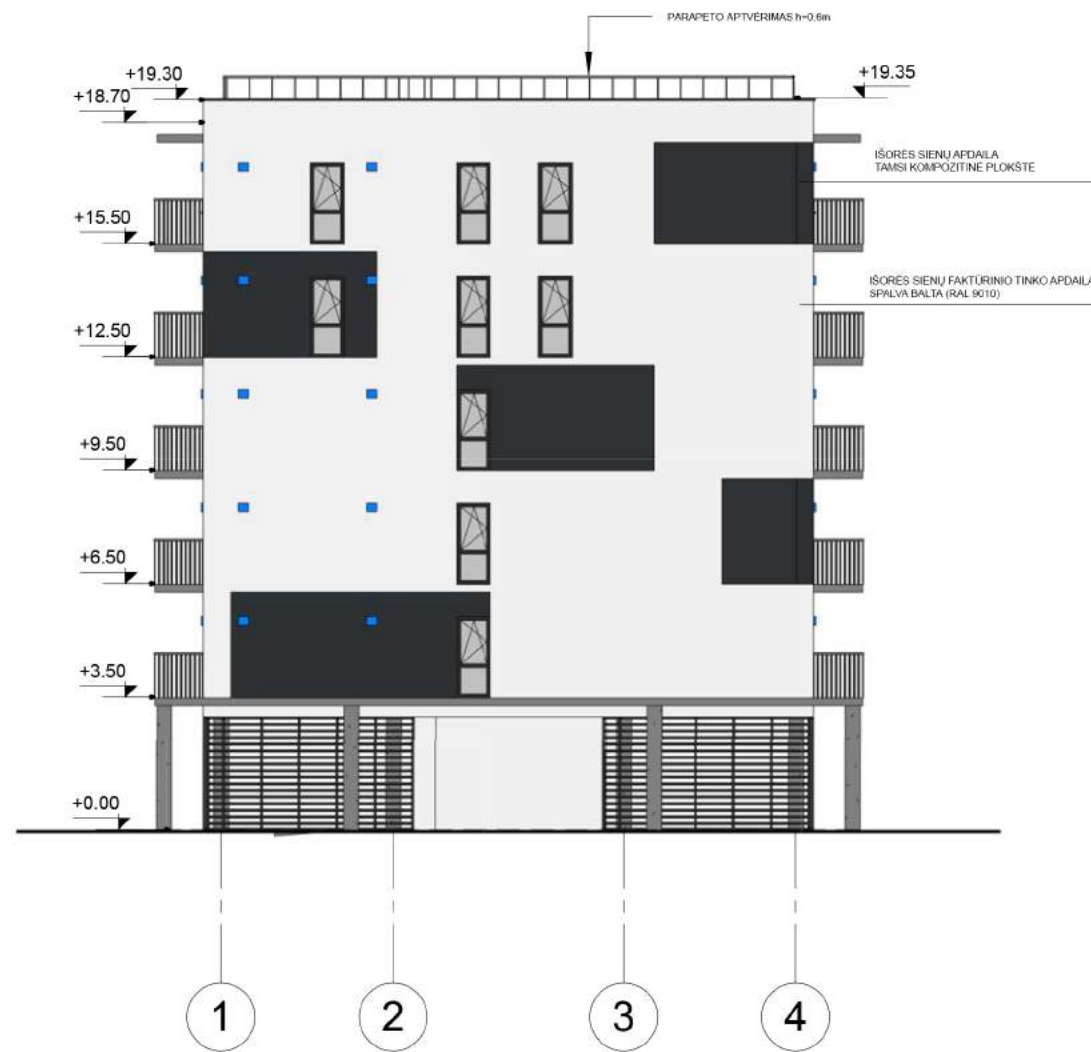 PARAPETO APTVĖRIMAS h=0.6m
+19.30
+19.35
+18.70
IŠORĖS SIENŲ APDAILA
TAMSI KOMPOZITINĖ PLOKŠTĖ
+15.50
IŠORĖS SIENŲ FAKTŪRINIO TINKO APDAILA
SPALVA BALTA (RAL 9010)
+12.50
+9.50
+6.50
+3.50
+0.00
1 2 3 4